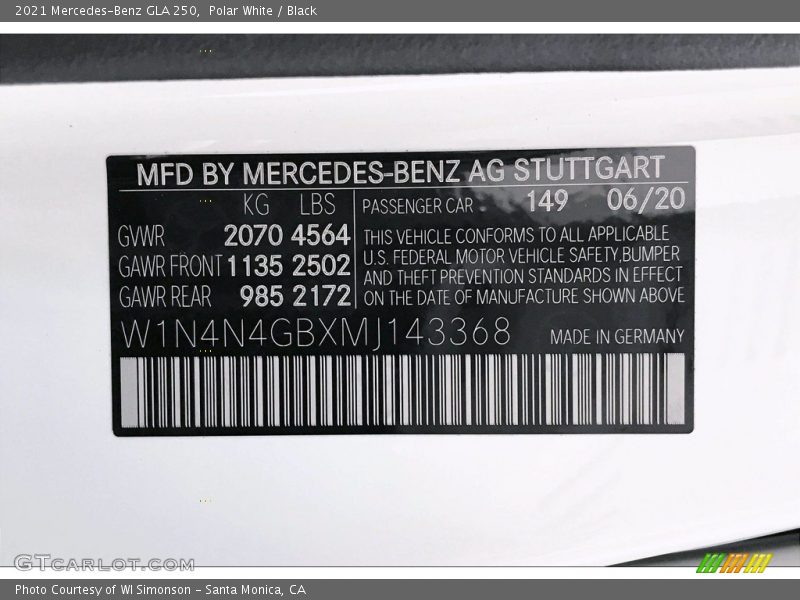 2021 Mercedes-Benz GLA 250,  Polar White / Black
MFD BY MERCEDES-BENZ AG STUTTGART
KG LBS PASSENGER CAR 149 06/20
GVWR 2070 4564
GAWR FRONT 1135 2502
GAWR REAR 985 2172
THIS VEHICLE CONFORMS TO ALL APPLICABLE
U.S. FEDERAL MOTOR VEHICLE SAFETY,BUMPER
AND THEFT PREVENTION STANDARDS IN EFFECT
ON THE DATE OF MANUFACTURE SHOWN ABOVE
W1N4N4GBXMJ143368 MADE IN GERMANY
GTCARLOT.COM
Photo Courtesy of WI Simonson - Santa Monica, CA